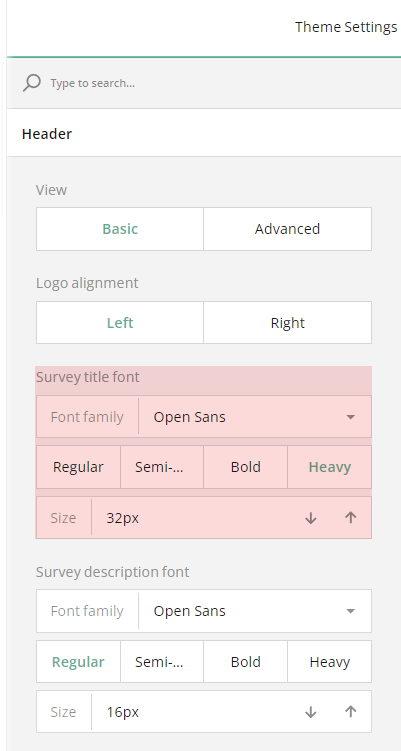 Theme Settings
Type to search...
Header
View
Basic Advanced
Logo alignment
Left Right
Survey title font
Font family Open Sans
Regular Semi-... Bold Heavy
Size 32px
Survey description font
Font family Open Sans
Regular Semi-... Bold Heavy
Size 16px